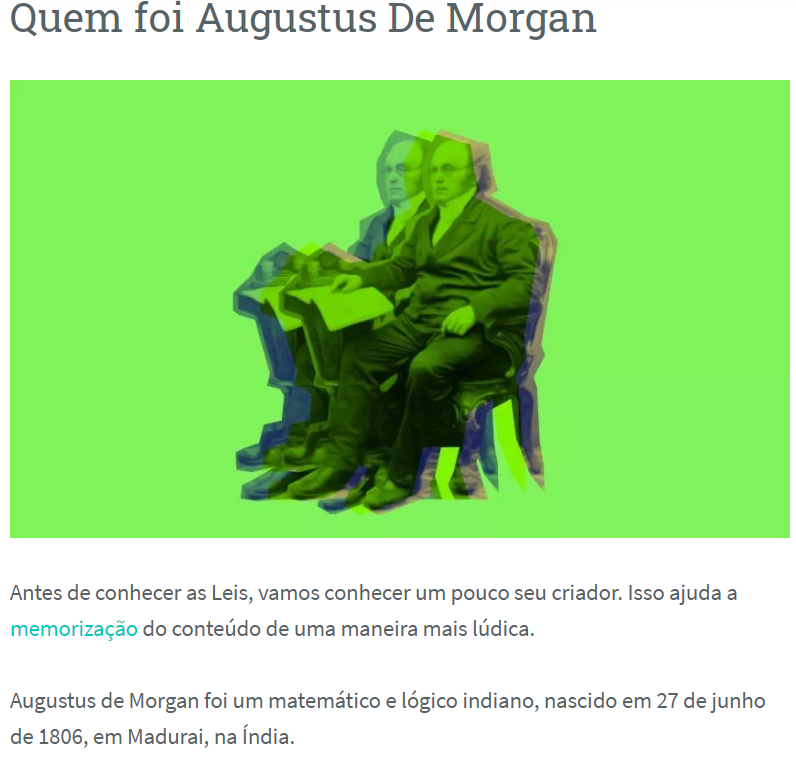 Quem foi Augustus De Morgan
Antes de conhecer as Leis, vamos conhecer um pouco seu criador. Isso ajuda a
memorização do conteúdo de uma maneira mais lúdica.
Augustus de Morgan foi um matemático e lógico indiano, nascido em 27 de junho
de 1806, em Madurai, na Índia.